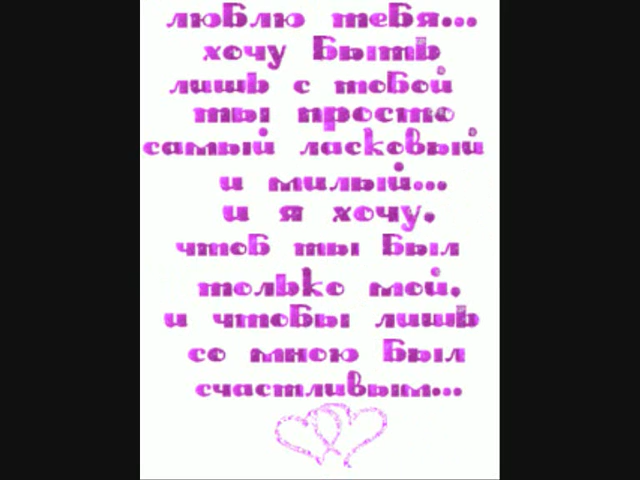 люблю тебя...
хочу быть
лишь с тобой
ты просто
самый ласковый
и милый...
и я хочу,
чтоб ты был
только мой,
и чтобы лишь
со мною был
счастливым...